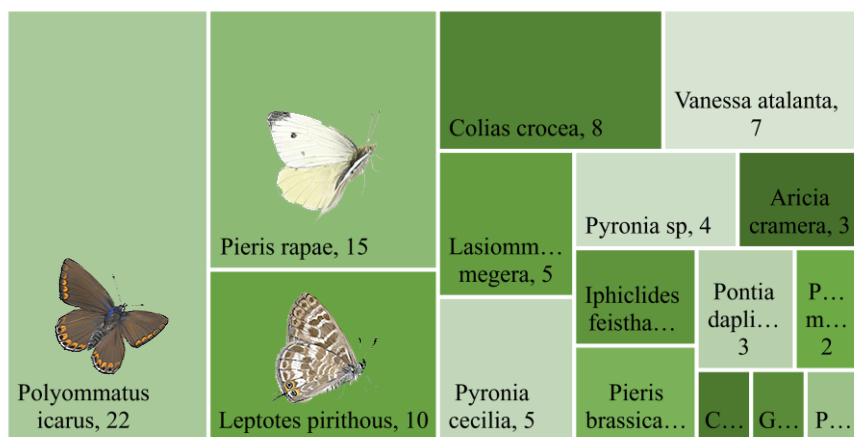 Polyommatus
icarus, 22
Pieris rapae, 15
Leptotes pirithous, 10
Colias crocea, 8
Vanessa atalanta,
7
Lasiomm…
megera, 5
Pyronia
cecilia, 5
Pyronia sp, 4
Aricia
cramera, 3
Iphiclides
feistha…
Pieris
brassica…
Pontia
dapli…
3
P…
m…
2
C…
G…
P…